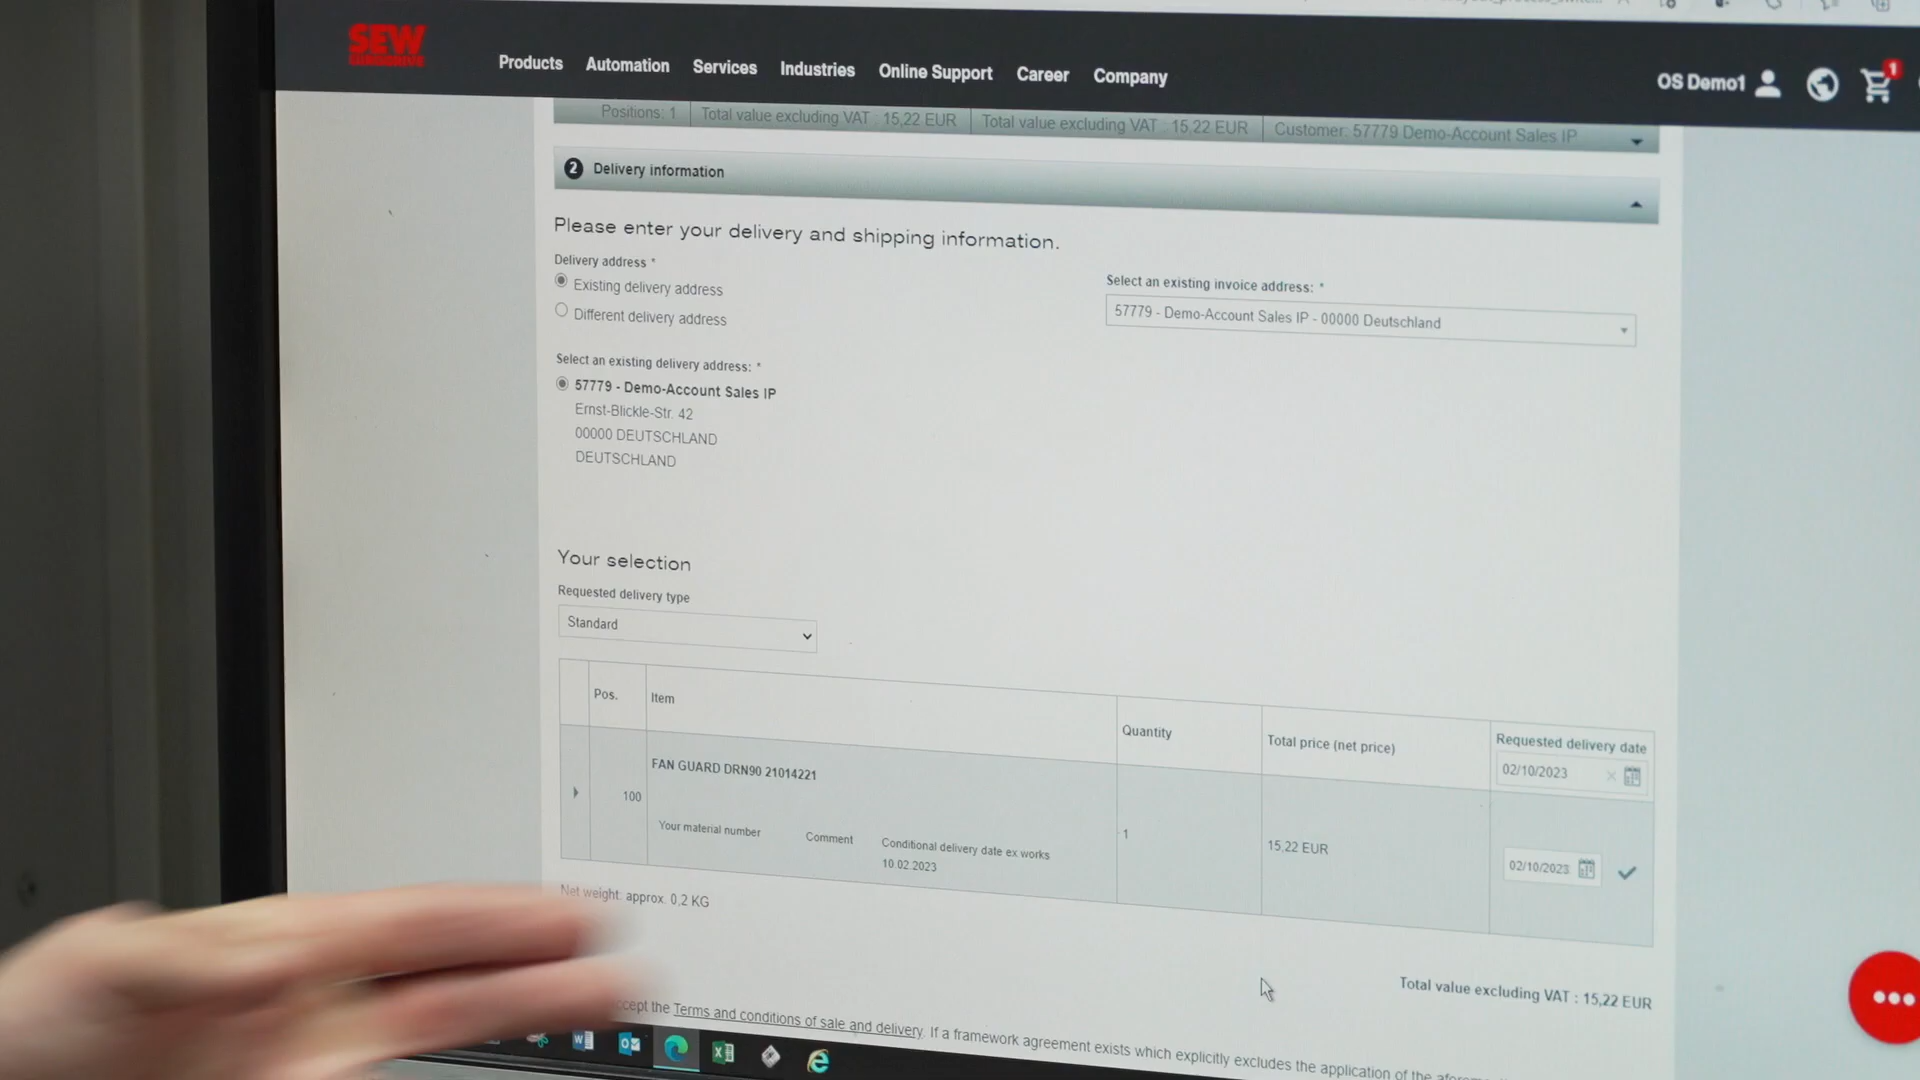 SEW
EURODRIVE
Products Automation Services Industries Online Support Career Company
OS Demo1
1
Positions: 1 Total value excluding VAT : 15,22 EUR Total value excluding VAT : 15,22 EUR Customer: 57779 Demo-Account Sales IP
2 Delivery information
Please enter your delivery and shipping information.
Delivery address *
Existing delivery address
Different delivery address
Select an existing invoice address: *
57779 - Demo-Account Sales IP - 00000 Deutschland
Select an existing delivery address: *
57779 - Demo-Account Sales IP
Ernst-Blickle-Str. 42
00000 DEUTSCHLAND
DEUTSCHLAND
Your selection
Requested delivery type
Standard
Pos. Item Quantity Total price (net price) Requested delivery date
02/10/2023
FAN GUARD DRN90 21014221
100 1 15,22 EUR 02/10/2023
Your material number Comment Conditional delivery date ex works
10.02.2023
Net weight: approx. 0,2 KG
Total value excluding VAT : 15,22 EUR
the Terms and conditions of sale and delivery. If a framework agreement exists which explicitly excludes the application of the